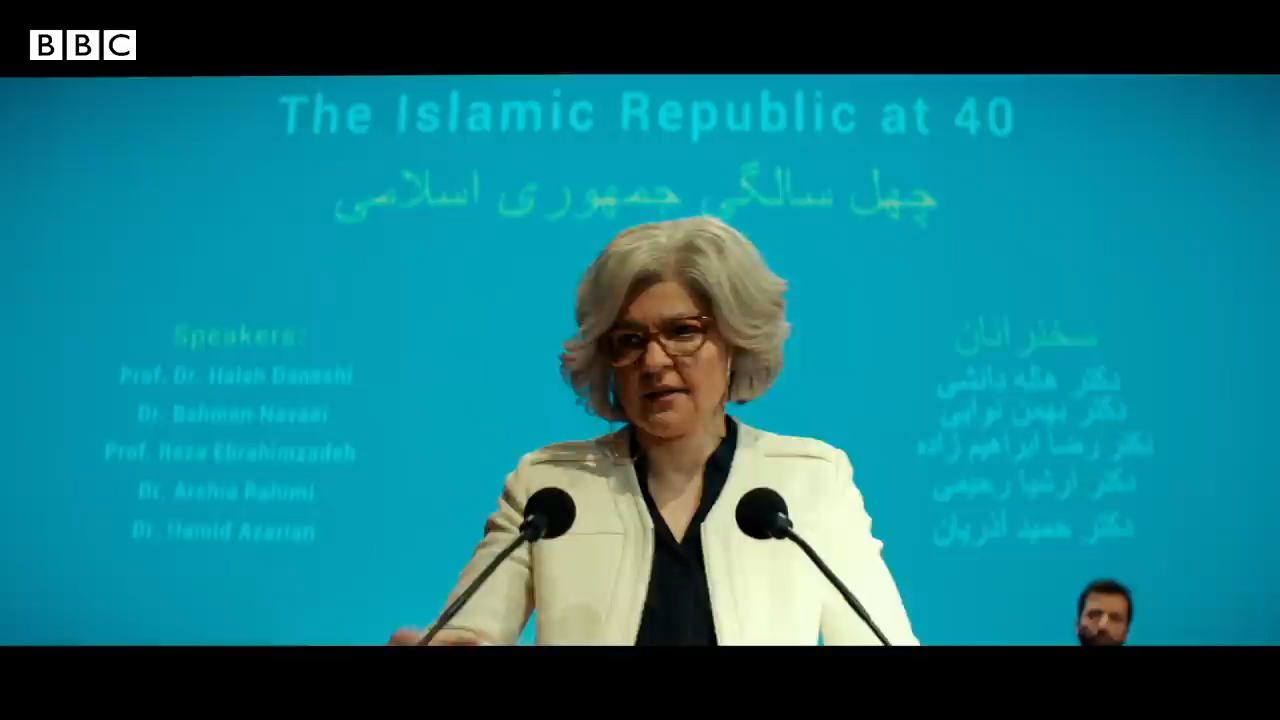 BBC
The Islamic Republic at 40
چهل سالگی جمهوری اسلامی
Speakers:
Prof. Dr. Haleh Daneshi
Dr. Bahman Navaei
Prof. Reza Ebrahimzadeh
Dr. Arshia Rahimi
Dr. Hamid Azarian
سخنرانان
دکتر هاله دانشی
دکتر بهمن نوایی
دکتر رضا ابراهیم زاده
دکتر ارشیا رحیمی
دکتر حمید آذریان